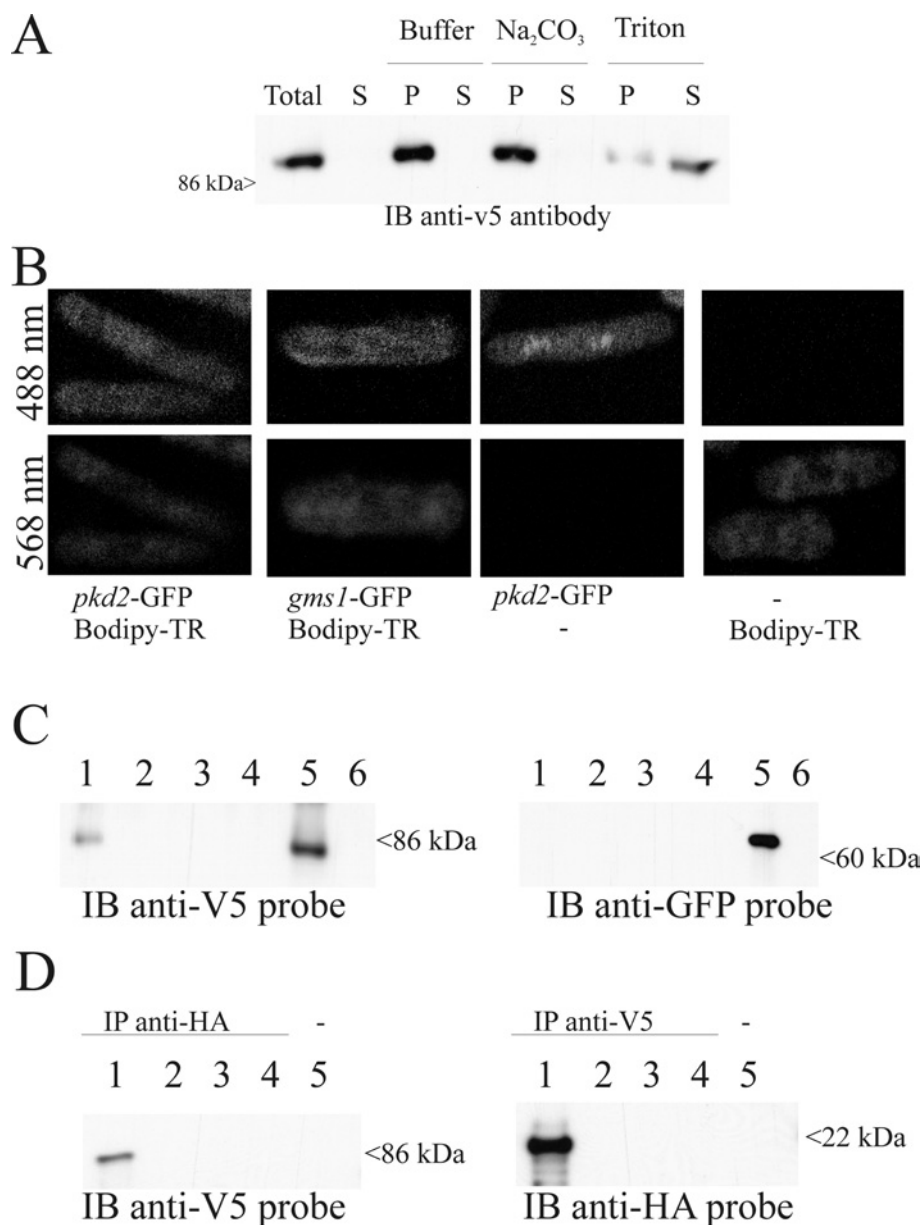 A
Buffer Na₂CO₃ Triton
Total S P S P S P S
86 kDa>
IB anti-v5 antibody
B
488 nm
568 nm
pkd2-GFP gms1-GFP pkd2-GFP -
Bodipy-TR Bodipy-TR - Bodipy-TR
C
1 2 3 4 5 6 1 2 3 4 5 6
<86 kDa <60 kDa
IB anti-V5 probe IB anti-GFP probe
D
IP anti-HA - IP anti-V5 -
1 2 3 4 5 1 2 3 4 5
<86 kDa <22 kDa
IB anti-V5 probe IB anti-HA probe